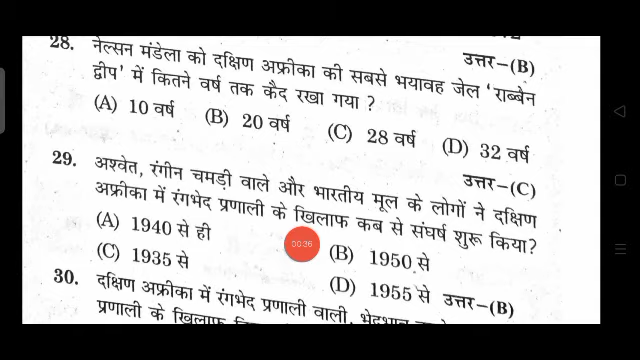 उत्तर–(B)
28. नेल्सन मंडेला को दक्षिण अफ्रीका की सबसे भयावह जेल 'राब्बेन
द्वीप' में कितने वर्ष तक कैद रखा गया ?
(A) 10 वर्ष (B) 20 वर्ष (C) 28 वर्ष (D) 32 वर्ष
उत्तर–(C)
29. अश्वेत, रंगीन चमड़ी वाले और भारतीय मूल के लोगों ने दक्षिण
अफ्रीका में रंगभेद प्रणाली के खिलाफ कब से संघर्ष शुरू किया?
(A) 1940 से ही (B) 1950 से
(C) 1935 से (D) 1955 से उत्तर–(B)
30. दक्षिण अफ्रीका में रंगभेद प्रणाली वाली, भेदभाव
प्रणाली के खिलाफ
00:36